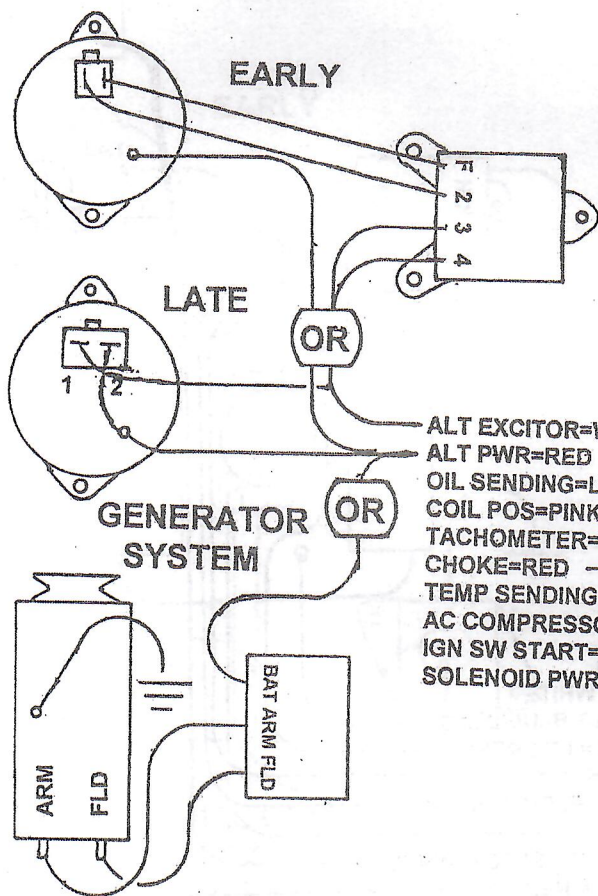 EARLY
F
2
3
4
LATE
1 2
OR
ALT EXCITOR=
ALT PWR=RED
OIL SENDING=L
COIL POS=PINK
TACHOMETER=
CHOKE=RED –
TEMP SENDING
AC COMPRESSO
IGN SW START=
SOLENOID PWR
OR
GENERATOR
SYSTEM
BAT ARM FLD
ARM FLD